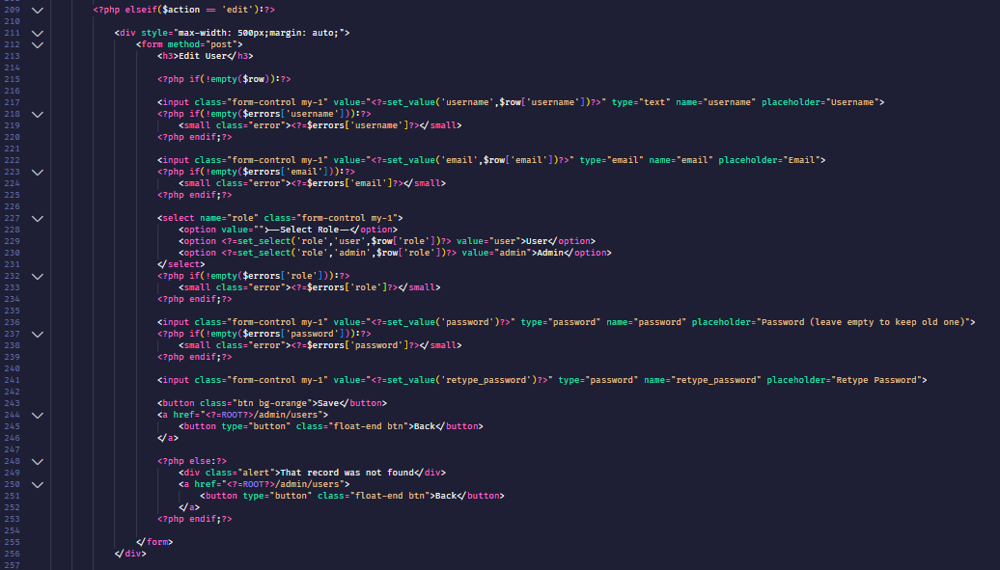 209 <?php elseif($action == 'edit'):?>
210
211 <div style="max-width: 500px;margin: auto;">
212 <form method="post">
213 <h3>Edit User</h3>
214
215 <?php if(!empty($row)):?>
216
217 <input class="form-control my-1" value="<?=set_value('username',$row['username'])?>" type="text" name="username" placeholder="Username">
218 <?php if(!empty($errors['username'])):?>
219 <small class="error"><?=$errors['username']?></small>
220 <?php endif;?>
221
222 <input class="form-control my-1" value="<?=set_value('email',$row['email'])?>" type="email" name="email" placeholder="Email">
223 <?php if(!empty($errors['email'])):?>
224 <small class="error"><?=$errors['email']?></small>
225 <?php endif;?>
226
227 <select name="role" class="form-control my-1">
228 <option value="">--Select Role--</option>
229 <option <?=set_select('role','user',$row['role'])?> value="user">User</option>
230 <option <?=set_select('role','admin',$row['role'])?> value="admin">Admin</option>
231 </select>
232 <?php if(!empty($errors['role'])):?>
233 <small class="error"><?=$errors['role']?></small>
234 <?php endif;?>
235
236 <input class="form-control my-1" value="<?=set_value('password')?>" type="password" name="password" placeholder="Password (leave empty to keep old one)">
237 <?php if(!empty($errors['password'])):?>
238 <small class="error"><?=$errors['password']?></small>
239 <?php endif;?>
240
241 <input class="form-control my-1" value="<?=set_value('retype_password')?>" type="password" name="retype_password" placeholder="Retype Password">
242
243 <button class="btn bg-orange">Save</button>
244 <a href="<?=ROOT?>/admin/users">
245 <button type="button" class="float-end btn">Back</button>
246 </a>
247
248 <?php else:?>
249 <div class="alert">That record was not found</div>
250 <a href="<?=ROOT?>/admin/users">
251 <button type="button" class="float-end btn">Back</button>
252 </a>
253 <?php endif;?>
254
255 </form>
256 </div>
257